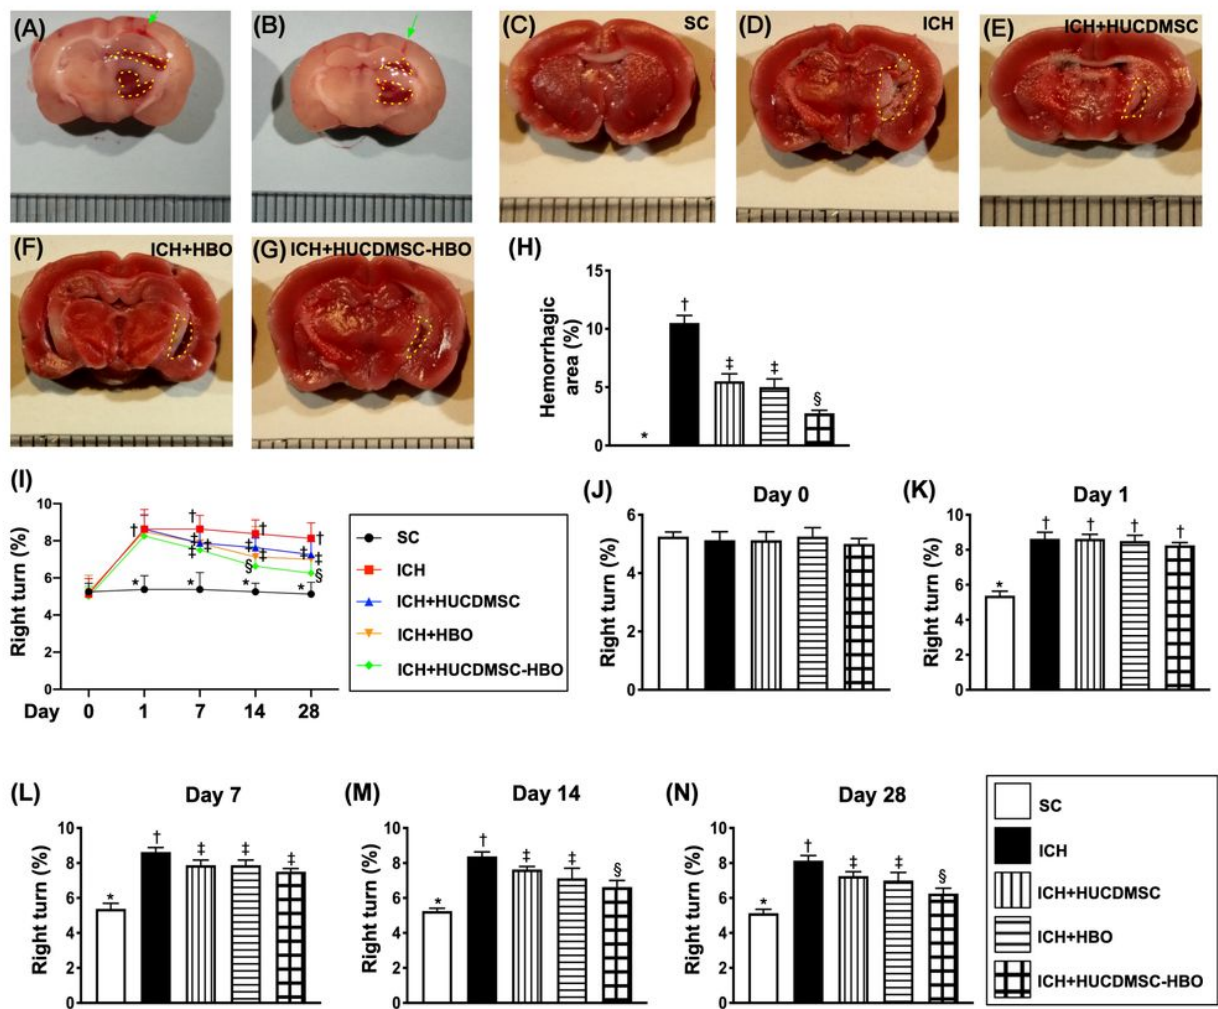 (A)
(B)
(C) SC
(D) ICH
(E) ICH+HUCDMSC
(F) ICH+HBO
(G) ICH+HUCDMSC-HBO
(H)
Hemorrhagic
area (%)
15
10
5
0
*
†
‡
‡
§
(I)
Right turn (%)
10
8
6
4
2
0
† † † †
‡ ‡ ‡ ‡ ‡ ‡ ‡
§ §
* * * *
Day 0 1 7 14 28
SC
ICH
ICH+HUCDMSC
ICH+HBO
ICH+HUCDMSC-HBO
(J) Day 0
Right turn (%)
6
4
2
0
(K) Day 1
Right turn (%)
10
8
6
4
2
0
* † † † †
(L) Day 7
Right turn (%)
10
8
6
4
2
0
* † ‡ ‡ ‡
(M) Day 14
Right turn (%)
10
8
6
4
2
0
* † ‡ ‡ §
(N) Day 28
Right turn (%)
10
8
6
4
2
0
* † ‡ ‡ §
SC
ICH
ICH+HUCDMSC
ICH+HBO
ICH+HUCDMSC-HBO